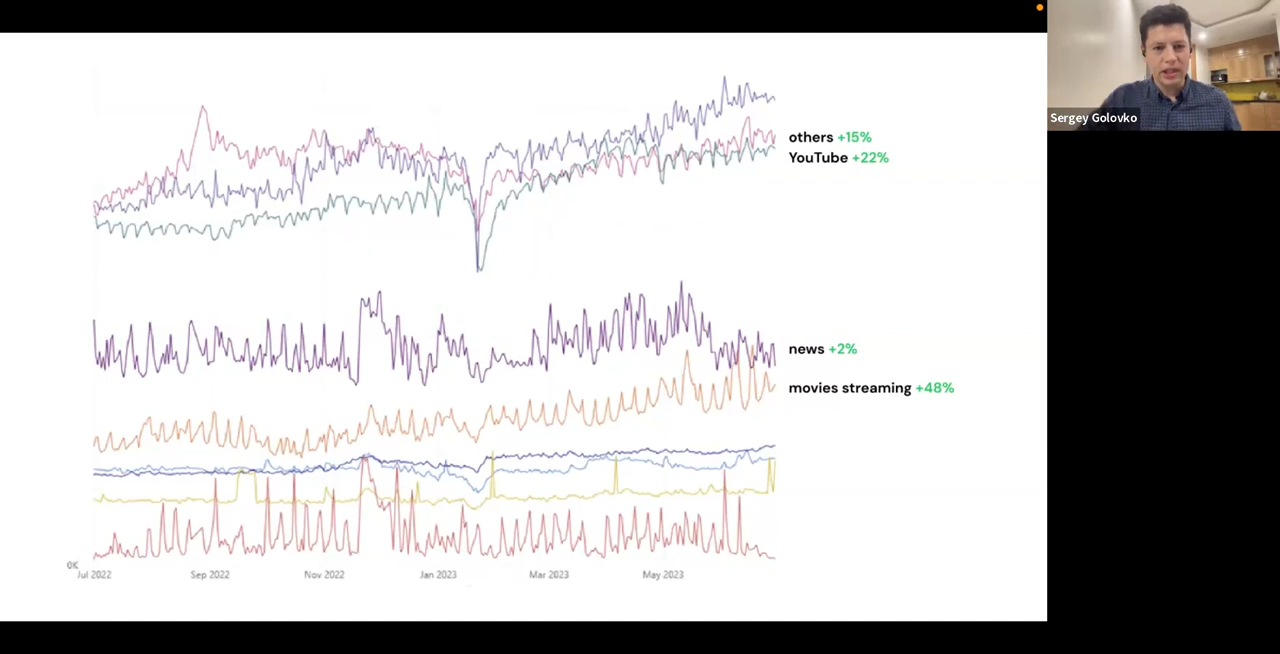 Sergey Golovko
others +15%
YouTube +22%
news +2%
movies streaming +48%
0K
Jul 2022
Sep 2022
Nov 2022
Jan 2023
Mar 2023
May 2023